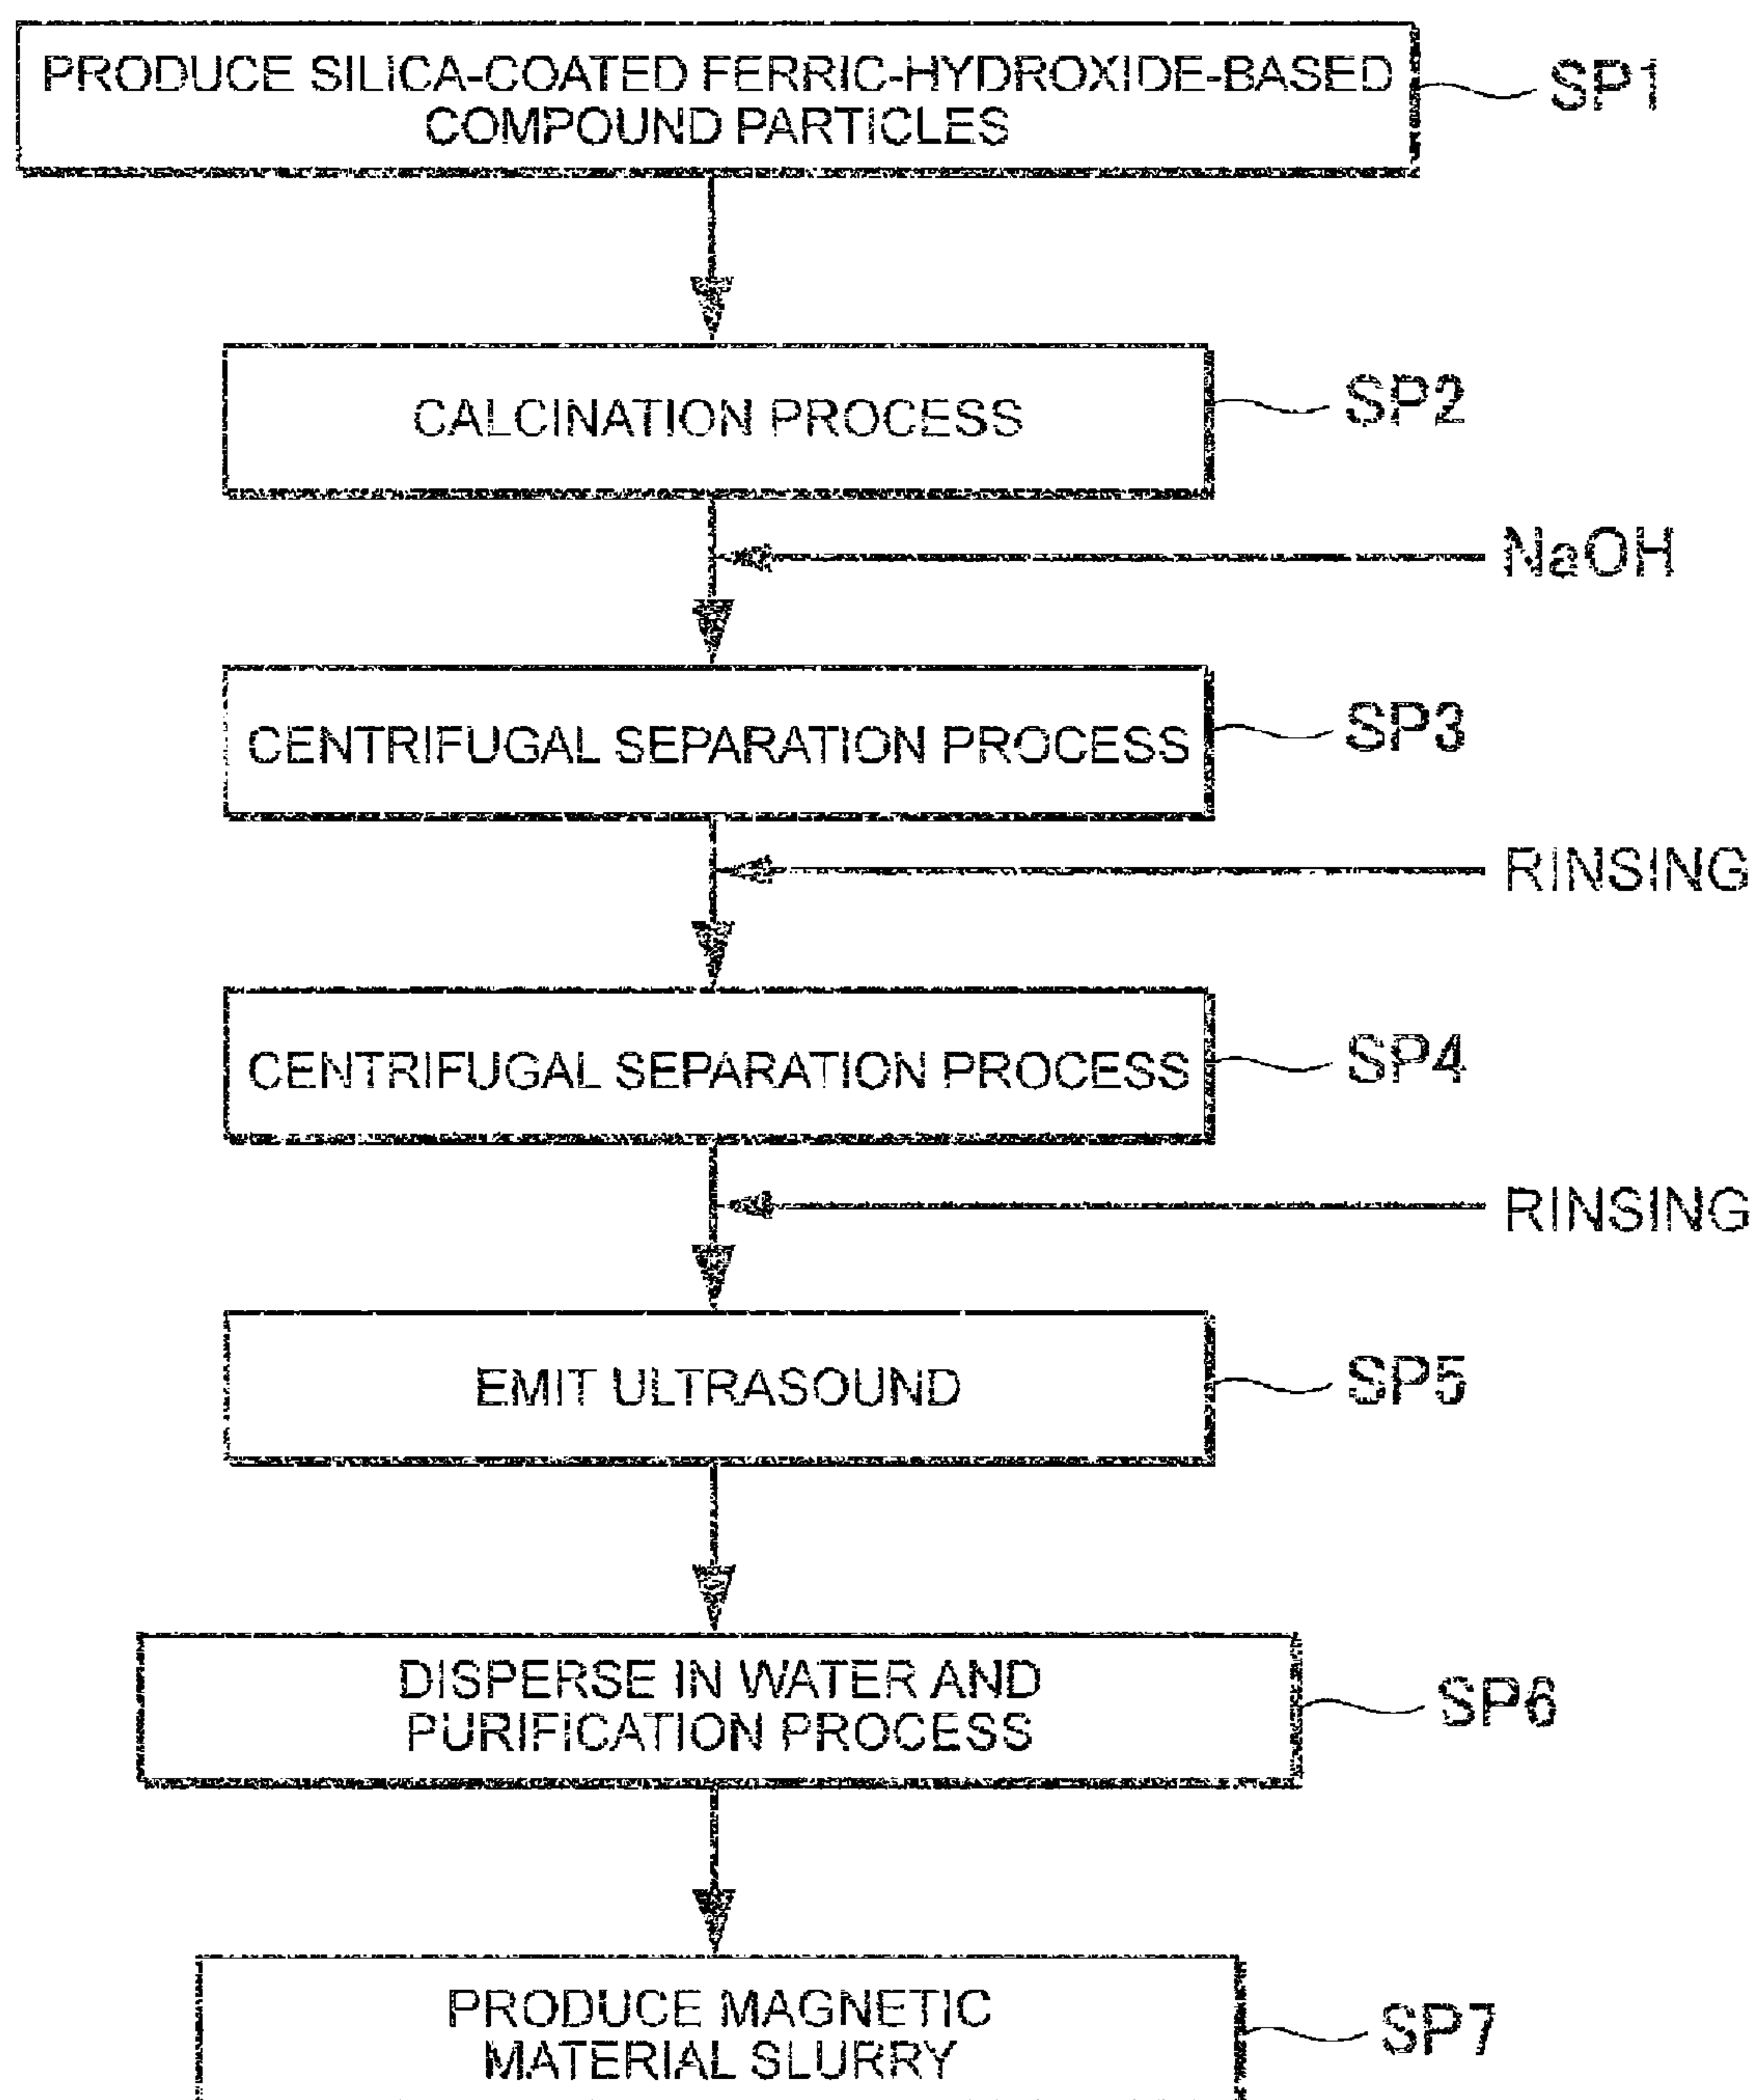 PRODUCE SILICA-COATED FERRIC-HYDROXIDE-BASED
COMPOUND PARTICLES
SP1
CALCINATION PROCESS
SP2
NaOH
CENTRIFUGAL SEPARATION PROCESS
SP3
RINSING
CENTRIFUGAL SEPARATION PROCESS
SP4
RINSING
EMIT ULTRASOUND
SP5
DISPERSE IN WATER AND
PURIFICATION PROCESS
SP6
PRODUCE MAGNETIC
MATERIAL SLURRY
SP7